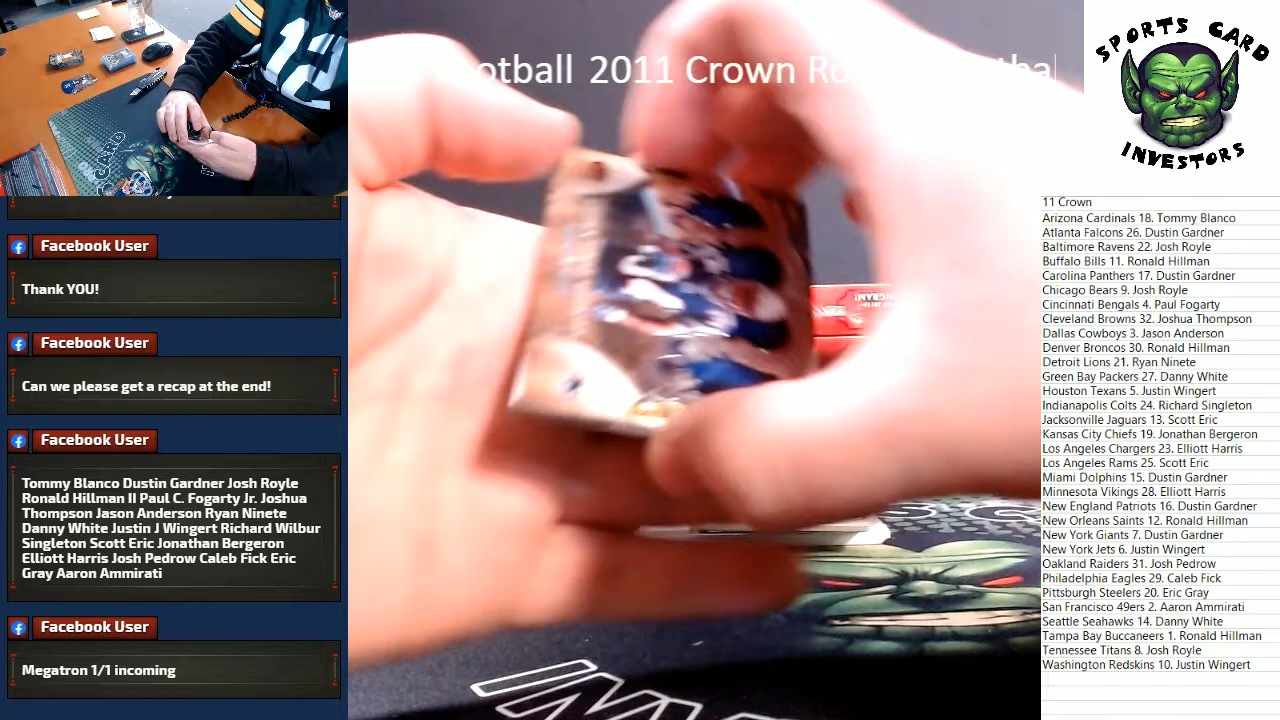 otball 2011 Crown Ro
SPORTS CARD
INVESTORS
Facebook User
Thank YOU!
Facebook User
Can we please get a recap at the end!
Facebook User
Tommy Blanco Dustin Gardner Josh Royle
Ronald Hillman II Paul C. Fogarty Jr. Joshua
Thompson Jason Anderson Ryan Ninete
Danny White Justin J Wingert Richard Wilbur
Singleton Scott Eric Jonathan Bergeron
Elliott Harris Josh Pedrow Caleb Fick Eric
Gray Aaron Ammirati
Facebook User
Megatron 1/1 incoming
11 Crown
Arizona Cardinals 18. Tommy Blanco
Atlanta Falcons 26. Dustin Gardner
Baltimore Ravens 22. Josh Royle
Buffalo Bills 11. Ronald Hillman
Carolina Panthers 17. Dustin Gardner
Chicago Bears 9. Josh Royle
Cincinnati Bengals 4. Paul Fogarty
Cleveland Browns 32. Joshua Thompson
Dallas Cowboys 3. Jason Anderson
Denver Broncos 30. Ronald Hillman
Detroit Lions 21. Ryan Ninete
Green Bay Packers 27. Danny White
Houston Texans 5. Justin Wingert
Indianapolis Colts 24. Richard Singleton
Jacksonville Jaguars 13. Scott Eric
Kansas City Chiefs 19. Jonathan Bergeron
Los Angeles Chargers 23. Elliott Harris
Los Angeles Rams 25. Scott Eric
Miami Dolphins 15. Dustin Gardner
Minnesota Vikings 28. Elliott Harris
New England Patriots 16. Dustin Gardner
New Orleans Saints 12. Ronald Hillman
New York Giants 7. Dustin Gardner
New York Jets 6. Justin Wingert
Oakland Raiders 31. Josh Pedrow
Philadelphia Eagles 29. Caleb Fick
Pittsburgh Steelers 20. Eric Gray
San Francisco 49ers 2. Aaron Ammirati
Seattle Seahawks 14. Danny White
Tampa Bay Buccaneers 1. Ronald Hillman
Tennessee Titans 8. Josh Royle
Washington Redskins 10. Justin Wingert